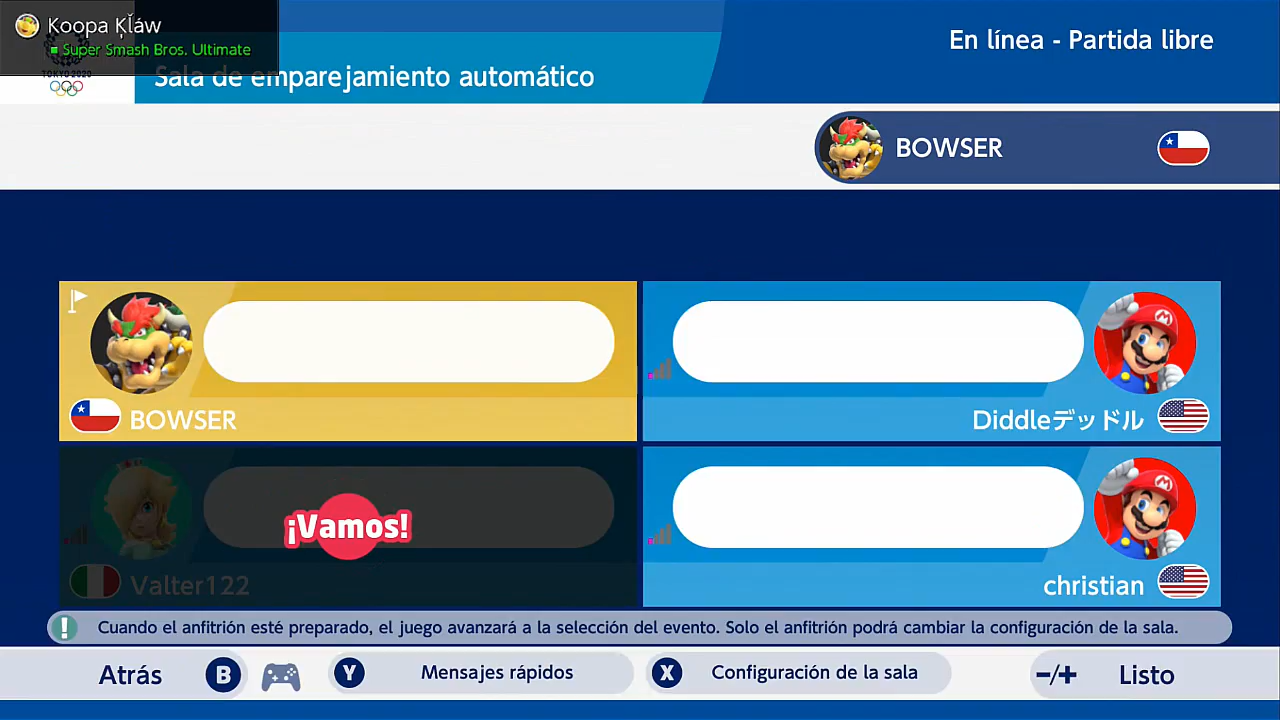 Koopa Ķľáw
Super Smash Bros. Ultimate
TOKYO 2020
Sala de emparejamiento automático
En línea - Partida libre
BOWSER
BOWSER
Diddleデッドル
¡Vamos!
Valter122
christian
! Cuando el anfitrión esté preparado, el juego avanzará a la selección del evento. Solo el anfitrión podrá cambiar la configuración de la sala.
Atrás B Y Mensajes rápidos X Configuración de la sala -/+ Listo